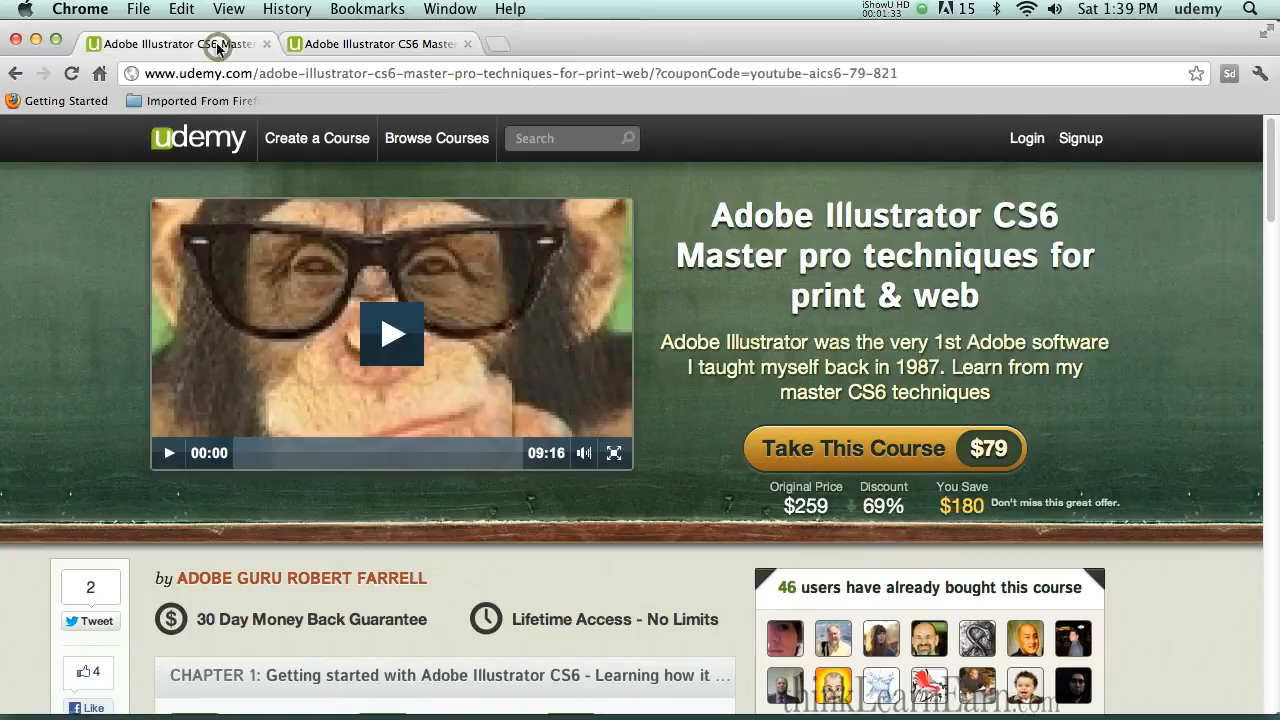 Chrome File Edit View History Bookmarks Window Help iShowU HD 00:01:33 15 Sat 1:39 PM udemy
Adobe Illustrator CS6 Master Adobe Illustrator CS6 Master
www.udemy.com/adobe-illustrator-cs6-master-pro-techniques-for-print-web/?couponCode=youtube-aics6-79-821 Sd
Getting Started Imported From Firef
udemy Create a Course Browse Courses Search Login Signup
Adobe Illustrator CS6
Master pro techniques for
print & web
Adobe Illustrator was the very 1st Adobe software
I taught myself back in 1987. Learn from my
master CS6 techniques
00:00 09:16
Take This Course $79
Original Price Discount You Save
$259 69% $180 Don't miss this great offer.
by ADOBE GURU ROBERT FARRELL
2
Tweet
4
Like
30 Day Money Back Guarantee Lifetime Access - No Limits
CHAPTER 1: Getting started with Adobe Illustrator CS6 - Learning how it ...
46 users have already bought this course
thinkLearnEarn.com